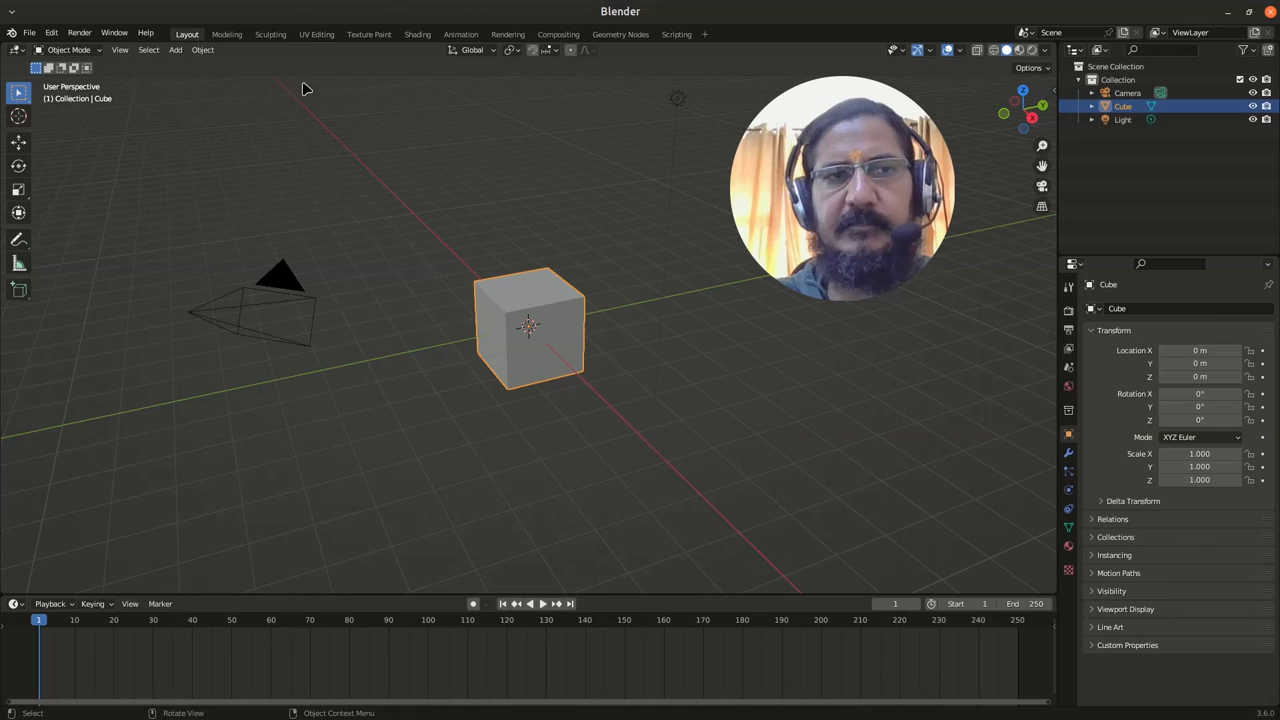 Blender
File Edit Render Window Help Layout Modeling Sculpting UV Editing Texture Paint Shading Animation Rendering Compositing Geometry Nodes Scripting + Scene ViewLayer
Object Mode View Select Add Object Global
Options
User Perspective
(1) Collection | Cube
Z
Y
X
Scene Collection
Collection
Camera
Cube
Light
Cube
Cube
Transform
Location X 0 m
Y 0 m
Z 0 m
Rotation X 0°
Y 0°
Z 0°
Mode XYZ Euler
Scale X 1.000
Y 1.000
Z 1.000
Delta Transform
Relations
Collections
Instancing
Motion Paths
Visibility
Viewport Display
Line Art
Custom Properties
Playback Keying View Marker 1 Start 1 End 250
1 10 20 30 40 50 60 70 80 90 100 110 120 130 140 150 160 170 180 190 200 210 220 230 240 250
Select Rotate View Object Context Menu 3.6.0